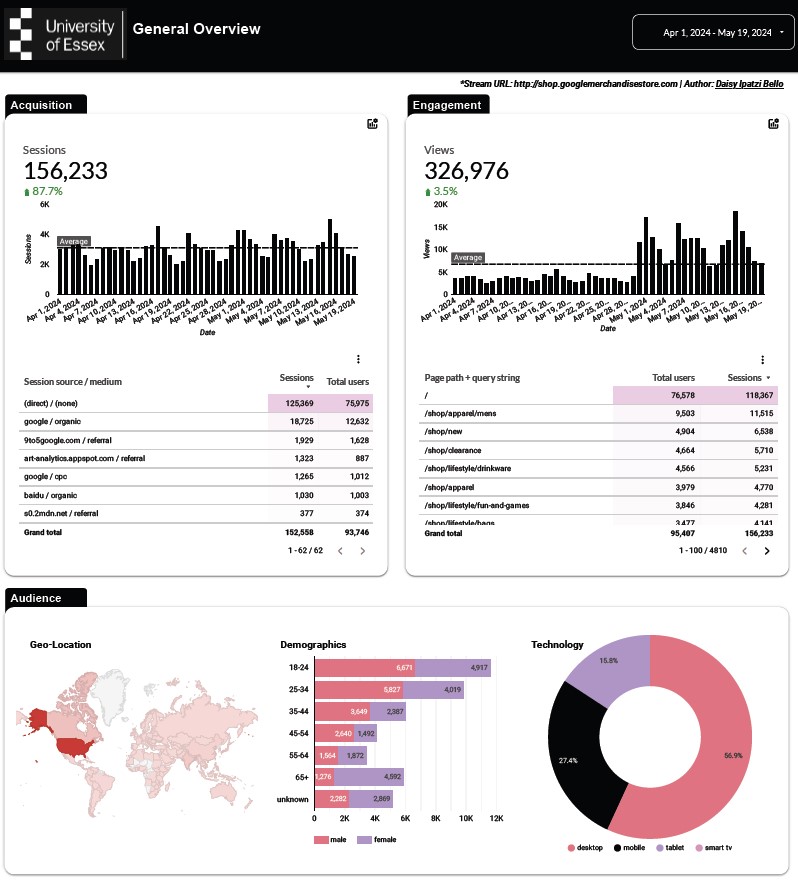 University
of Essex
General Overview
Apr 1, 2024 - May 19, 2024
*Stream URL: http://shop.googlemerchandisestore.com | Author: Daisy Ipatzi Bello
Acquisition
Sessions
156,233
87.7%
6K
4K
2K
0
Sessions
Average
Apr 1, 2024
Apr 4, 2024
Apr 7, 2024
Apr 10, 2024
Apr 13, 2024
Apr 16, 2024
Apr 19, 2024
Apr 22, 2024
Apr 25, 2024
Apr 28, 2024
May 1, 2024
May 4, 2024
May 7, 2024
May 10, 2024
May 13, 2024
May 16, 2024
May 19, 2024
Date
Session source / medium Sessions Total users
(direct) / (none) 125,369 75,975
google / organic 18,725 12,632
9to5google.com / referral 1,929 1,628
art-analytics.appspot.com / referral 1,323 887
google / cpc 1,265 1,012
baidu / organic 1,030 1,003
s0.2mdn.net / referral 377 374
Grand total 152,558 93,746
1 - 62 / 62
Engagement
Views
326,976
3.5%
20K
15K
10K
5K
0
Views
Average
Apr 1, 2024
Apr 4, 2024
Apr 7, 2024
Apr 10, 20...
Apr 13, 20...
Apr 16, 20...
Apr 19, 20...
Apr 22, 20...
Apr 25, 20...
Apr 28, 20...
May 1, 2024
May 4, 2024
May 7, 2024
May 10, 20...
May 13, 20...
May 16, 20...
May 19, 20...
Date
Page path + query string Total users Sessions
/ 76,578 118,367
/shop/apparel/mens 9,503 11,515
/shop/new 4,904 6,538
/shop/clearance 4,664 5,710
/shop/lifestyle/drinkware 4,566 5,231
/shop/apparel 3,979 4,770
/shop/lifestyle/fun-and-games 3,846 4,281
/shop/lifestyle/bags 3,477 4,141
Grand total 95,407 156,233
1 - 100 / 4810
Audience
Geo-Location
Demographics
18-24 6,671 4,917
25-34 5,827 4,019
35-44 3,649 2,387
45-54 2,640 1,492
55-64 1,564 1,872
65+ 1,276 4,592
unknown 2,282 2,869
0 2K 4K 6K 8K 10K 12K
male female
Technology
15.8%
27.4%
56.9%
desktop mobile tablet smart tv